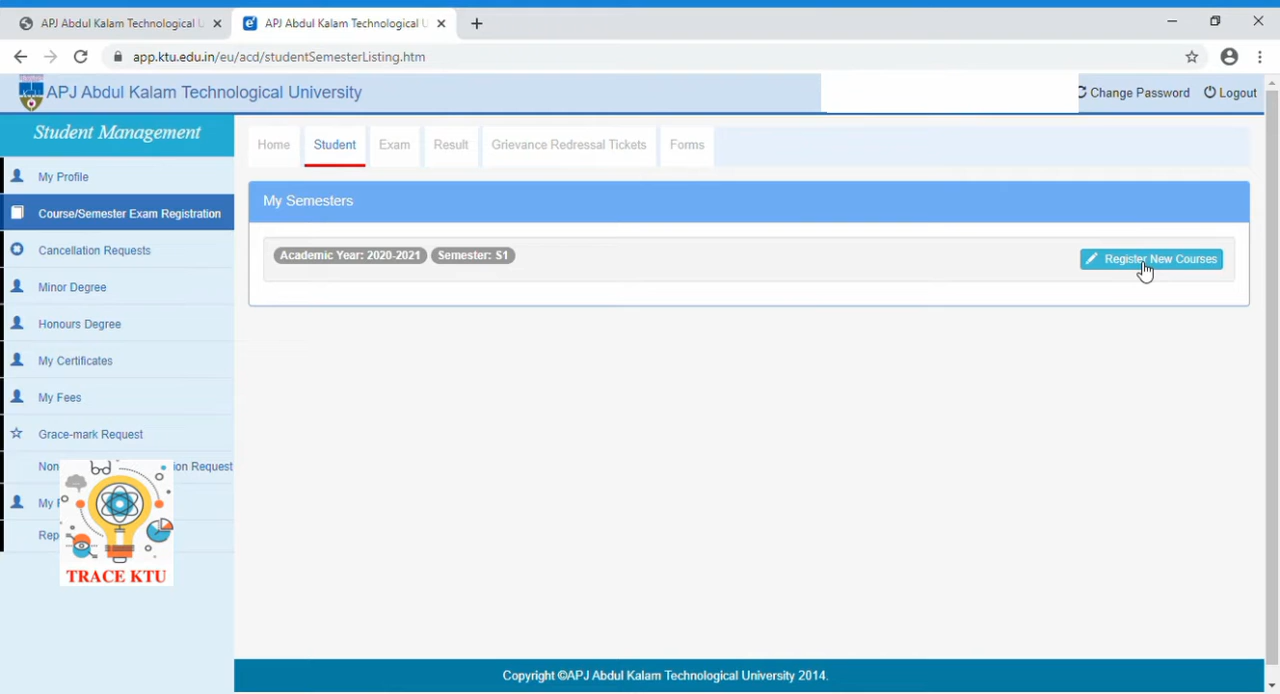 APJ Abdul Kalam Technological U
APJ Abdul Kalam Technological U
app.ktu.edu.in/eu/acd/studentSemesterListing.htm
APJ Abdul Kalam Technological University
Change Password
Logout
Student Management
Home
Student
Exam
Result
Grievance Redressal Tickets
Forms
My Profile
Course/Semester Exam Registration
Cancellation Requests
Minor Degree
Honours Degree
My Certificates
My Fees
Grace-mark Request
Non
ion Request
My
Rep
My Semesters
Academic Year: 2020-2021
Semester: S1
Register New Courses
TRACE KTU
Copyright ©APJ Abdul Kalam Technological University 2014.